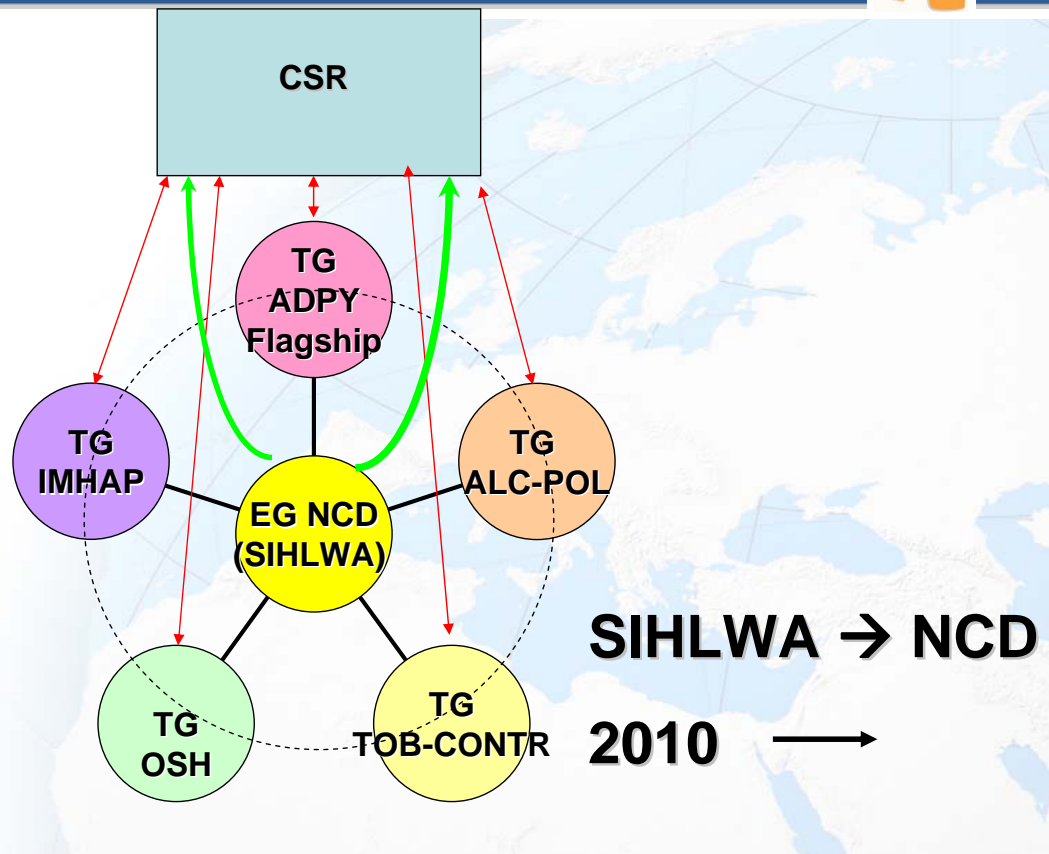 CSR
TG
ADPY
Flagship
TG
IMHAP
TG
ALC-POL
EG NCD
(SIHLWA)
TG
OSH
TG
TOB-CONTR
SIHLWA → NCD
2010